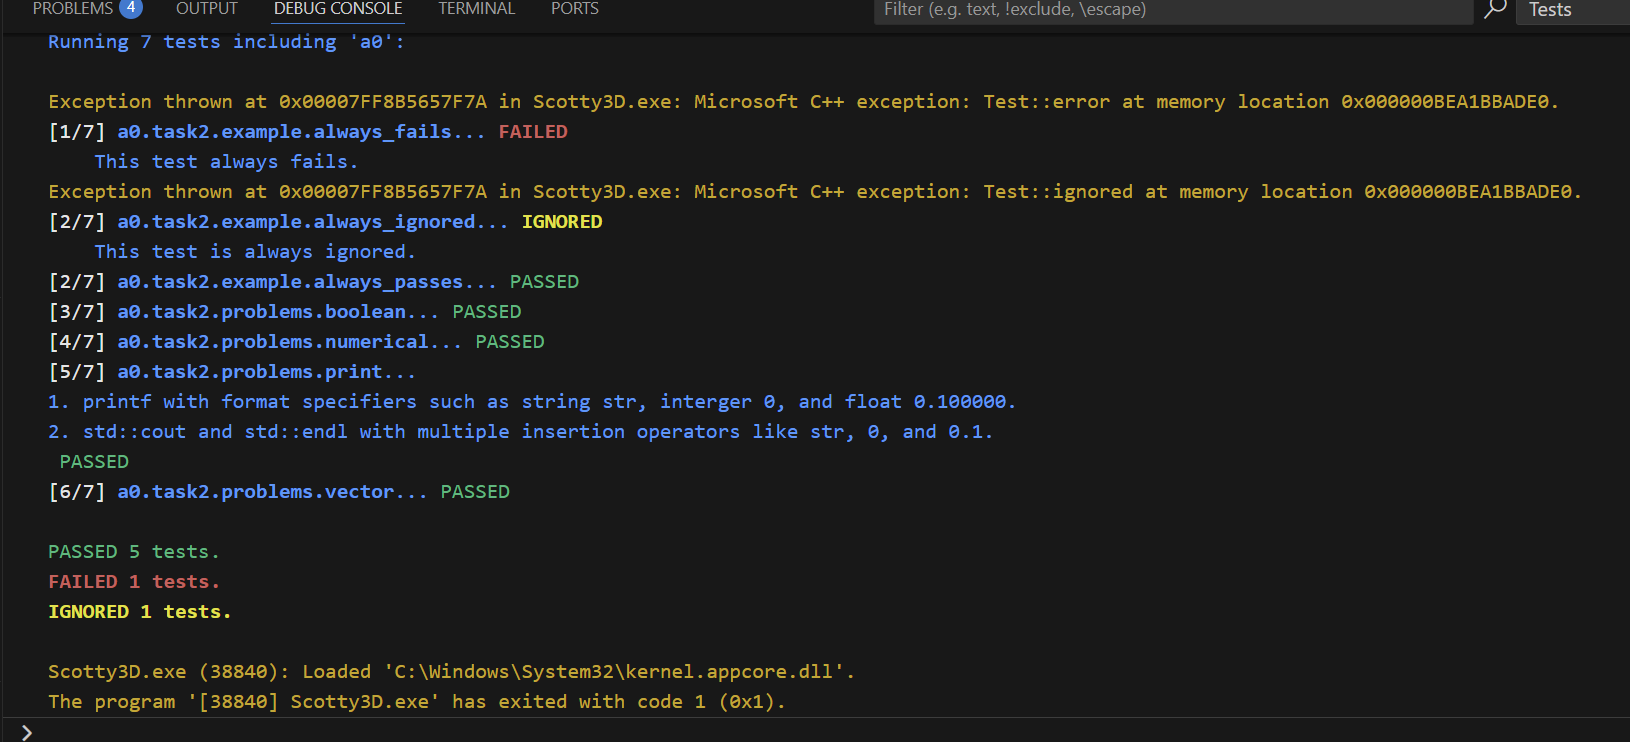 PROBLEMS 4 OUTPUT DEBUG CONSOLE TERMINAL PORTS Filter (e.g. text, !exclude, \escape) Tests
Running 7 tests including 'a0':
Exception thrown at 0x00007FF8B5657F7A in Scotty3D.exe: Microsoft C++ exception: Test::error at memory location 0x000000BEA1BBADE0.
[1/7] a0.task2.example.always_fails... FAILED
This test always fails.
Exception thrown at 0x00007FF8B5657F7A in Scotty3D.exe: Microsoft C++ exception: Test::ignored at memory location 0x000000BEA1BBADE0.
[2/7] a0.task2.example.always_ignored... IGNORED
This test is always ignored.
[2/7] a0.task2.example.always_passes... PASSED
[3/7] a0.task2.problems.boolean... PASSED
[4/7] a0.task2.problems.numerical... PASSED
[5/7] a0.task2.problems.print...
1. printf with format specifiers such as string str, interger 0, and float 0.100000.
2. std::cout and std::endl with multiple insertion operators like str, 0, and 0.1.
PASSED
[6/7] a0.task2.problems.vector... PASSED
PASSED 5 tests.
FAILED 1 tests.
IGNORED 1 tests.
Scotty3D.exe (38840): Loaded 'C:\Windows\System32\kernel.appcore.dll'.
The program '[38840] Scotty3D.exe' has exited with code 1 (0x1).